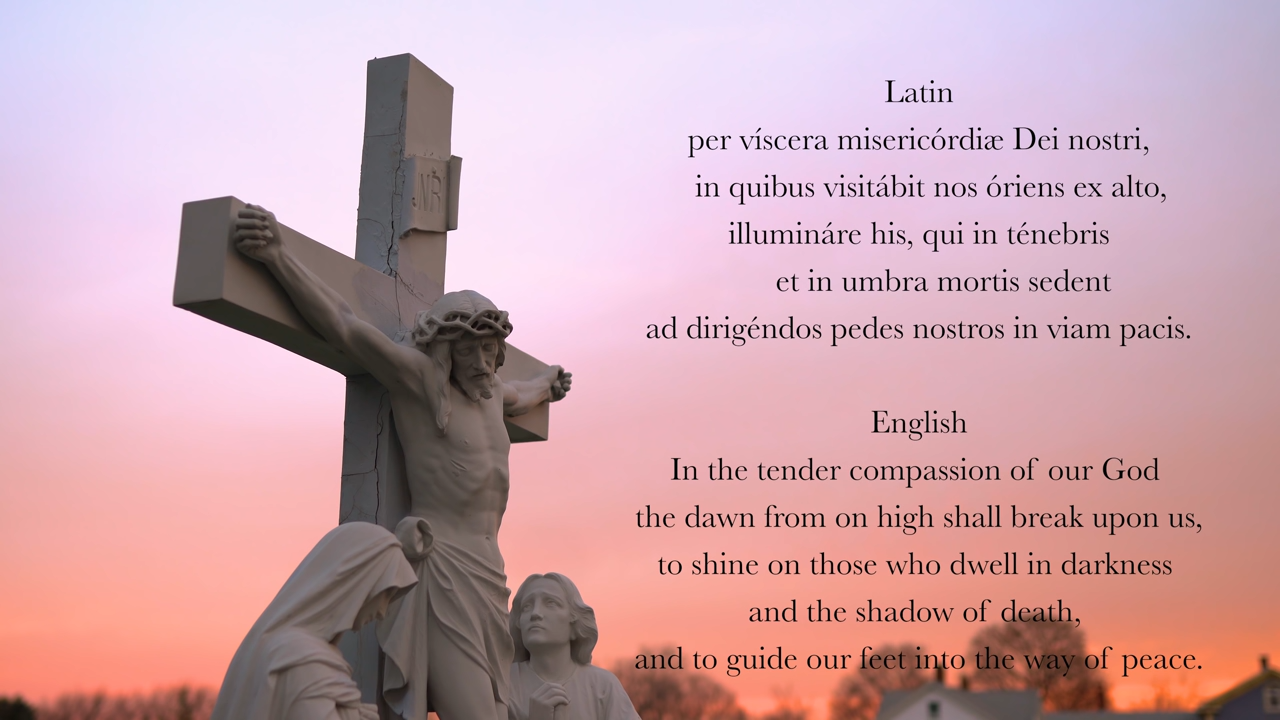 INRI
Latin
per víscera misericórdiæ Dei nostri,
in quibus visitábit nos óriens ex alto,
illumináre his, qui in ténebris
et in umbra mortis sedent
ad dirigéndos pedes nostros in viam pacis.
English
In the tender compassion of our God
the dawn from on high shall break upon us,
to shine on those who dwell in darkness
and the shadow of death,
and to guide our feet into the way of peace.